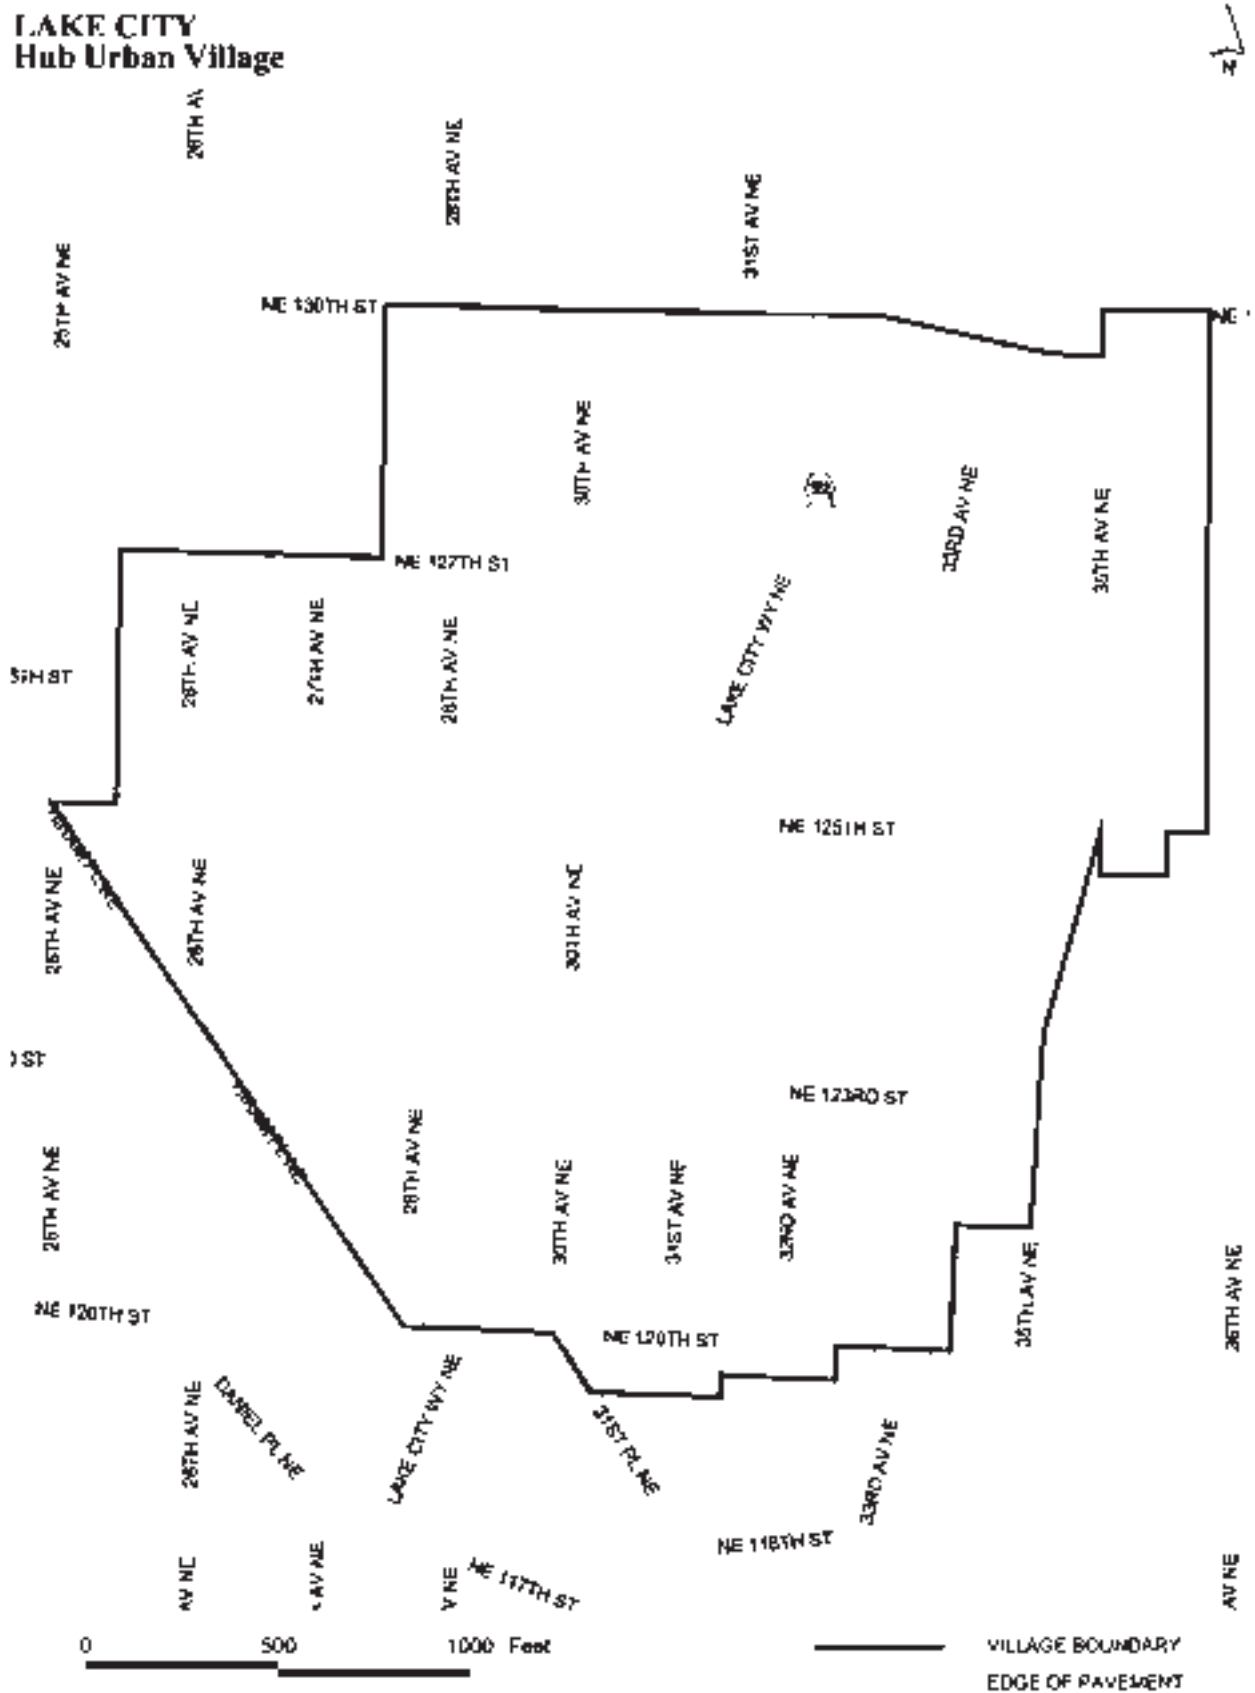 LAKE CITY
Hub Urban Village
N
28TH AV NE
31ST AV NE
25TH AV NE
NE 130TH ST
NE
30TH AV NE
33RD AV NE
35TH AV NE
NE 127TH ST
LAKE CITY WY NE
26TH AV NE
27TH AV NE
28TH AV NE
ST
NE 125TH ST
25TH AV NE
26TH AV NE
30TH AV NE
ST
NE 123RD ST
28TH AV NE
25TH AV NE
30TH AV NE
31ST AV NE
32ND AV NE
35TH AV NE
36TH AV NE
NE 120TH ST
NE 120TH ST
26TH AV NE
DANIEL PL NE
LAKE CITY WY NE
31ST PL NE
33RD AV NE
NE 117TH ST
AV NE
AV NE
V NE
AV NE
0 500 1000 Feet
VILLAGE BOUNDARY
EDGE OF PAVEMENT